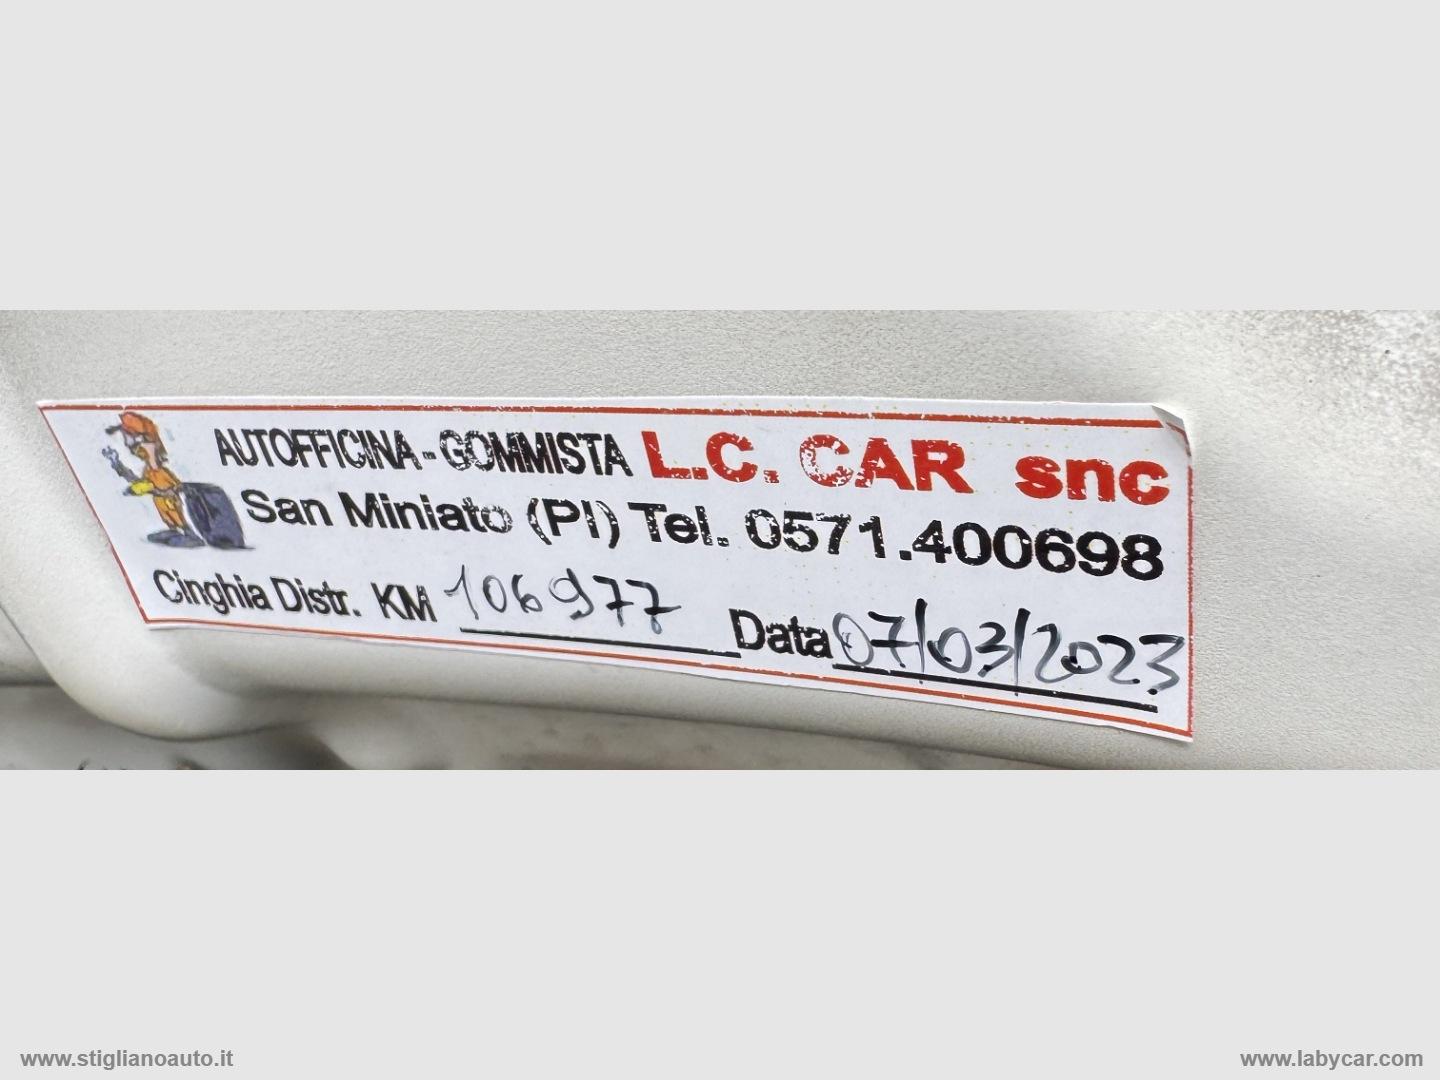 AUTOFFICINA-GOMMISTA L.C. CAR snc
San Miniato (PI) Tel. 0571.400698
Cinghia Distr. KM 106977 Data 07/03/2023
www.stiglianoauto.it www.labycar.com